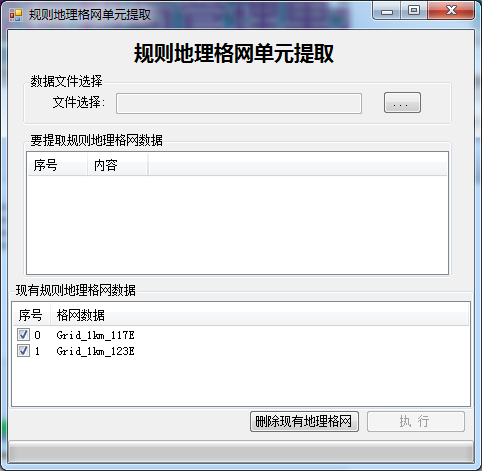 规则地理格网单元提取
规则地理格网单元提取
数据文件选择
文件选择:
...
要提取规则地理格网数据
序号 内容
现有规则地理格网数据
序号 格网数据
0 Grid_1km_117E
1 Grid_1km_123E
删除现有地理格网 执 行